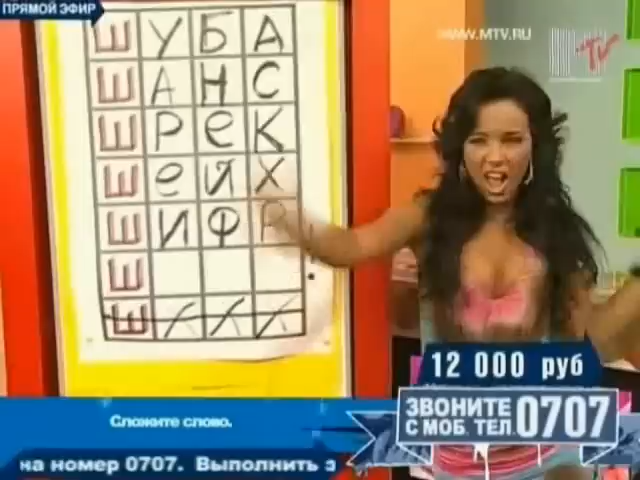 ПРЯМОЙ ЭФИР
WWW.MTV.RU
TV
ШУБА
ШАНС
ШРЕК
ШЕЙХ
ШИФР
Ш
Ш
12 000 руб
ЗВОНИТЕ
С МОБ. ТЕЛ. 0707
Сложите слово.
на номер 0707. Выполнить з